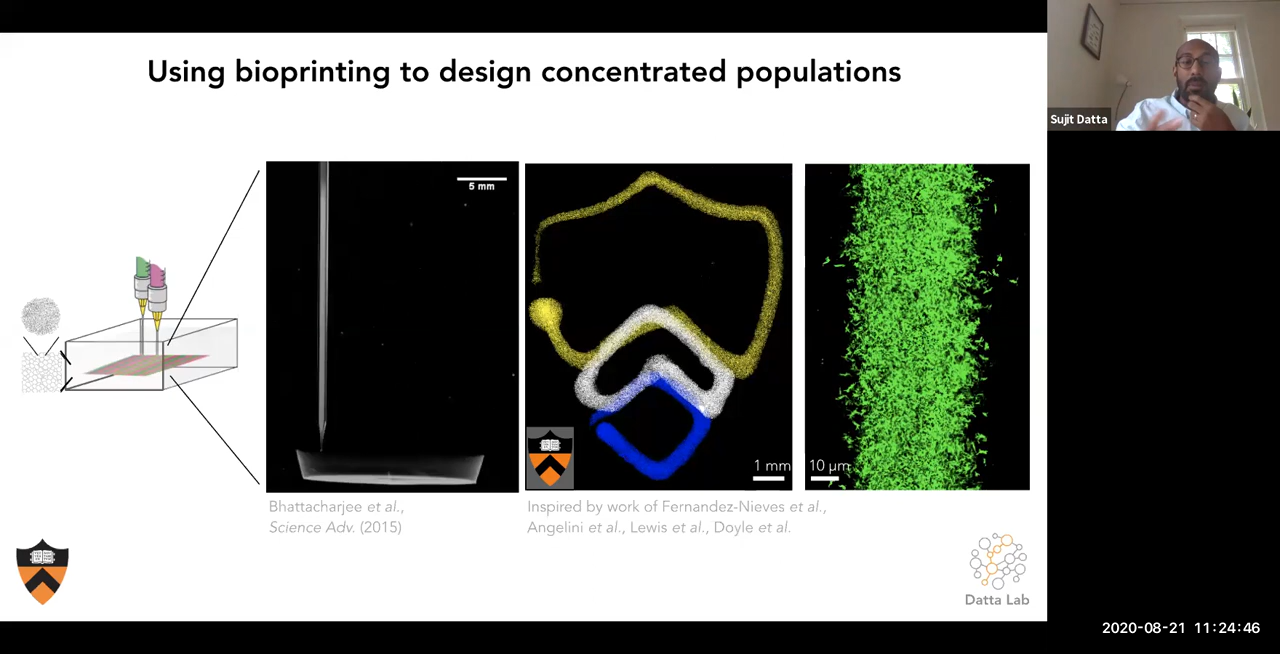 Using bioprinting to design concentrated populations
Sujit Datta
5 mm
1 mm
10 μm
Bhattacharjee et al.,
Science Adv. (2015)
Inspired by work of Fernandez-Nieves et al.,
Angelini et al., Lewis et al., Doyle et al.
Datta Lab
2020-08-21 11:24:46